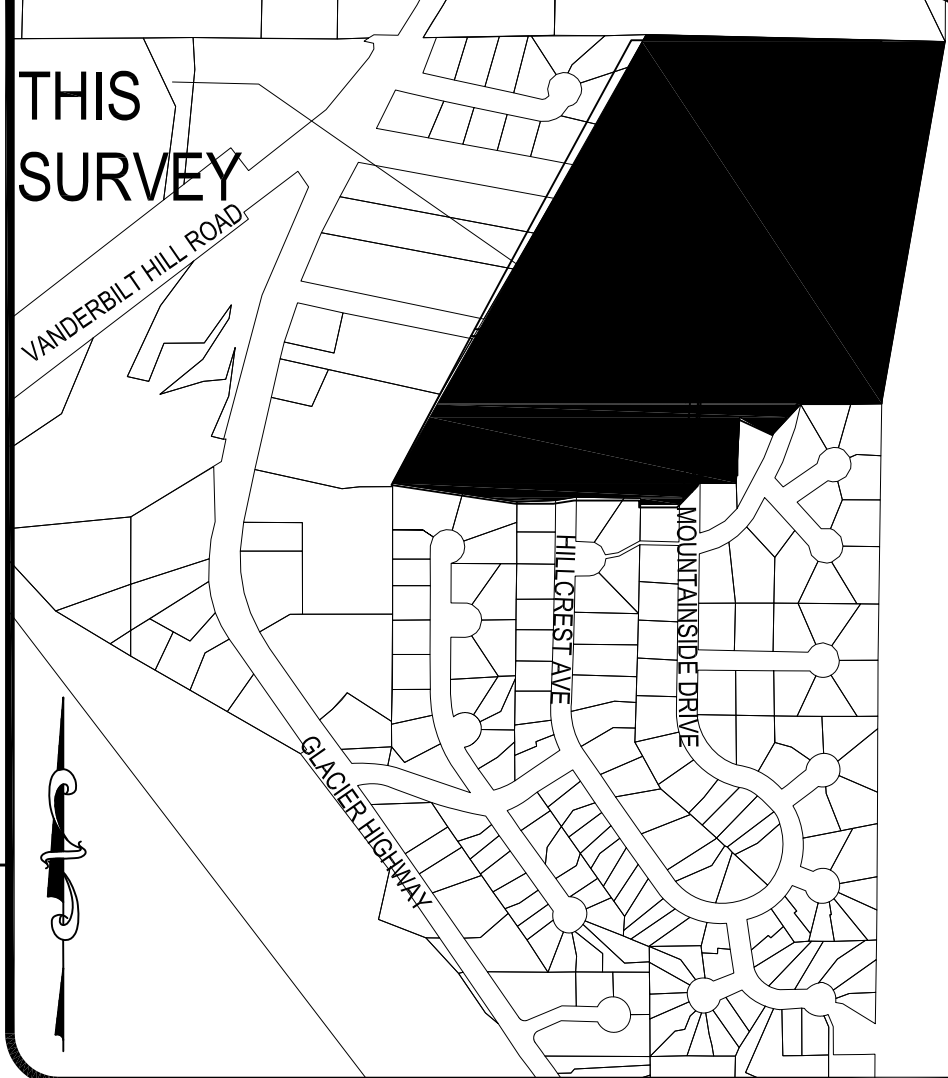 THIS
SURVEY
VANDERBILT HILL ROAD
HILLCREST AVE
MOUNTAINSIDE DRIVE
GLACIER HIGHWAY